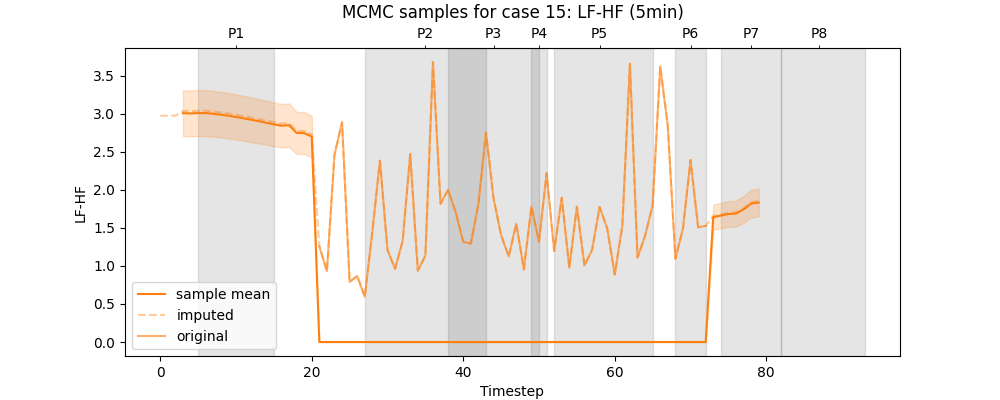 MCMC samples for case 15: LF-HF (5min)
P1 P2 P3 P4 P5 P6 P7 P8
LF-HF
3.5
3.0
2.5
2.0
1.5
1.0
0.5
0.0
sample mean
imputed
original
0 20 40 60 80
Timestep